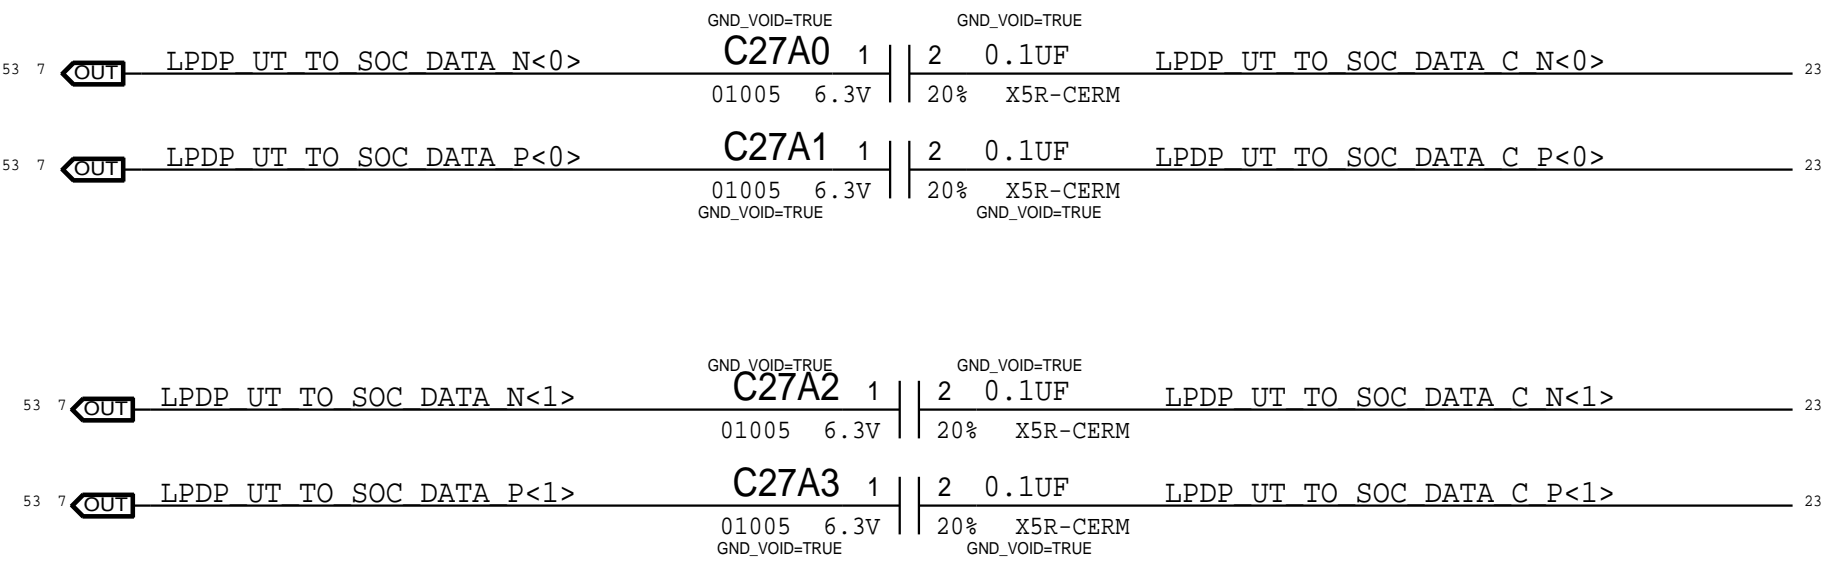 GND_VOID=TRUE GND_VOID=TRUE
53 7 OUT LPDP_UT_TO_SOC_DATA_N<0> C27A0 1 2 0.1UF LPDP_UT_TO_SOC_DATA_C_N<0> 23
01005 6.3V 20% X5R-CERM
53 7 OUT LPDP_UT_TO_SOC_DATA_P<0> C27A1 1 2 0.1UF LPDP_UT_TO_SOC_DATA_C_P<0> 23
01005 6.3V 20% X5R-CERM
GND_VOID=TRUE GND_VOID=TRUE
GND_VOID=TRUE GND_VOID=TRUE
53 7 OUT LPDP_UT_TO_SOC_DATA_N<1> C27A2 1 2 0.1UF LPDP_UT_TO_SOC_DATA_C_N<1> 23
01005 6.3V 20% X5R-CERM
53 7 OUT LPDP_UT_TO_SOC_DATA_P<1> C27A3 1 2 0.1UF LPDP_UT_TO_SOC_DATA_C_P<1> 23
01005 6.3V 20% X5R-CERM
GND_VOID=TRUE GND_VOID=TRUE